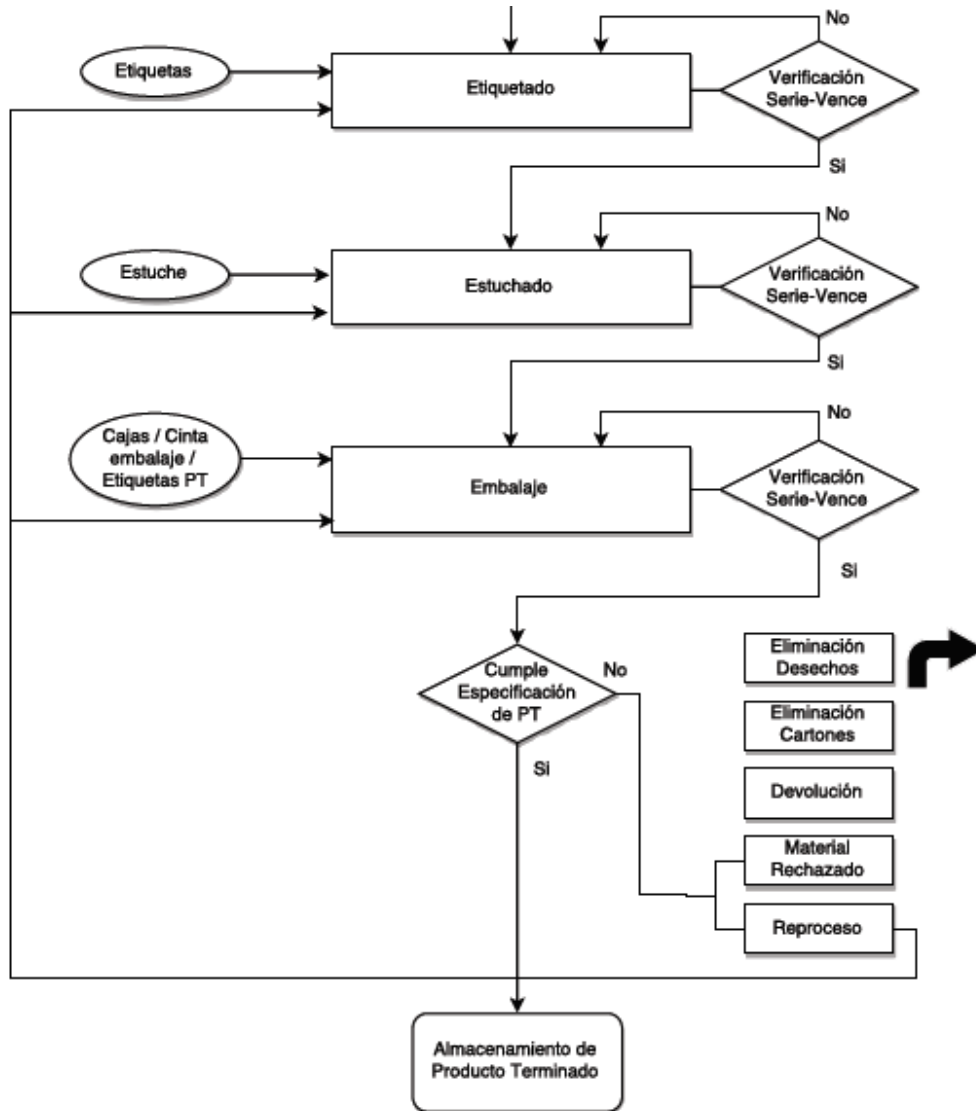 No
Etiquetas
Etiquetado
Verificación
Serie-Vence
Si
No
Estuche
Estuchado
Verificación
Serie-Vence
Si
No
Cajas / Cinta
embalaje /
Etiquetas PT
Embalaje
Verificación
Serie-Vence
Si
Cumple
Especificación
de PT
No
Si
Eliminación
Desechos
Eliminación
Cartones
Devolución
Material
Rechazado
Reproceso
Almacenamiento de
Producto Terminado